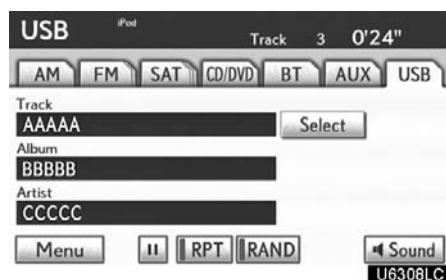 USB iPod Track 3 0'24"
AM FM SAT CD/DVD BT AUX USB
Track
AAAAA Select
Album
BBBBB
Artist
CCCCC
Menu II RPT RAND Sound
U6308LC